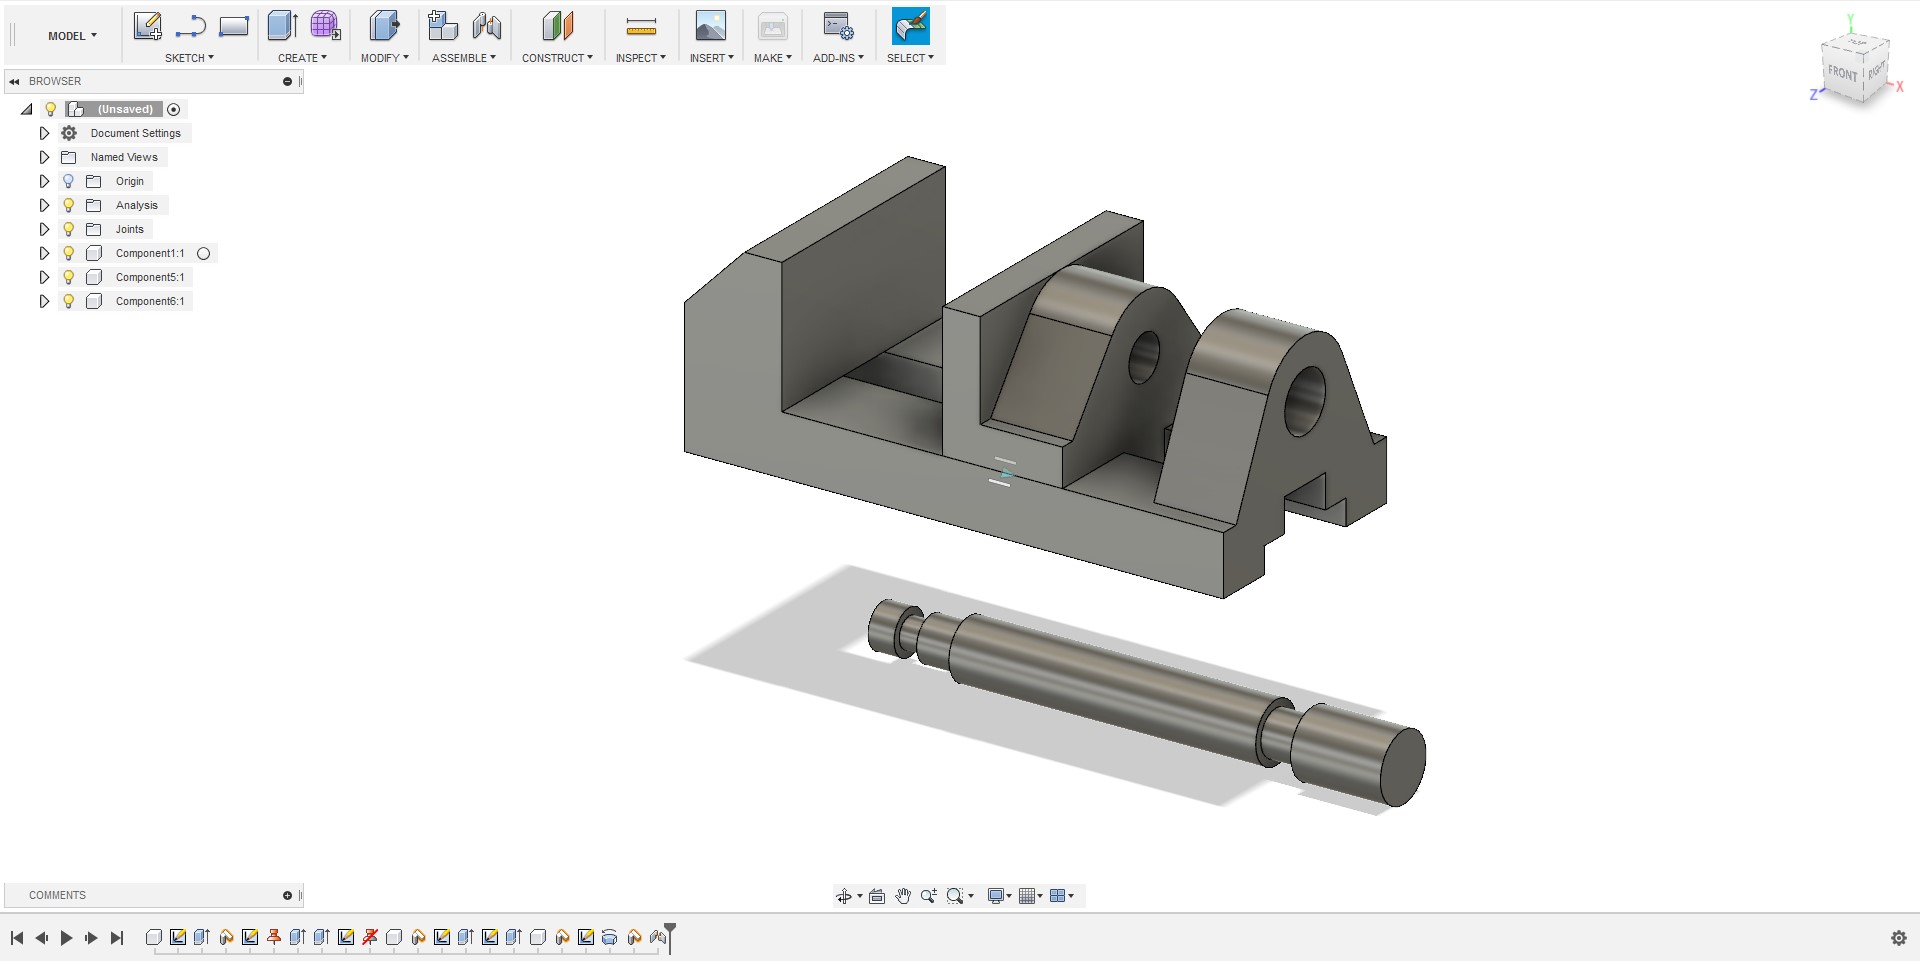 MODEL
SKETCH
CREATE
MODIFY
ASSEMBLE
CONSTRUCT
INSPECT
INSERT
MAKE
ADD-INS
SELECT
BROWSER
(Unsaved)
Document Settings
Named Views
Origin
Analysis
Joints
Component1:1
Component5:1
Component6:1
Y
TOP
FRONT
RIGHT
X
Z
COMMENTS